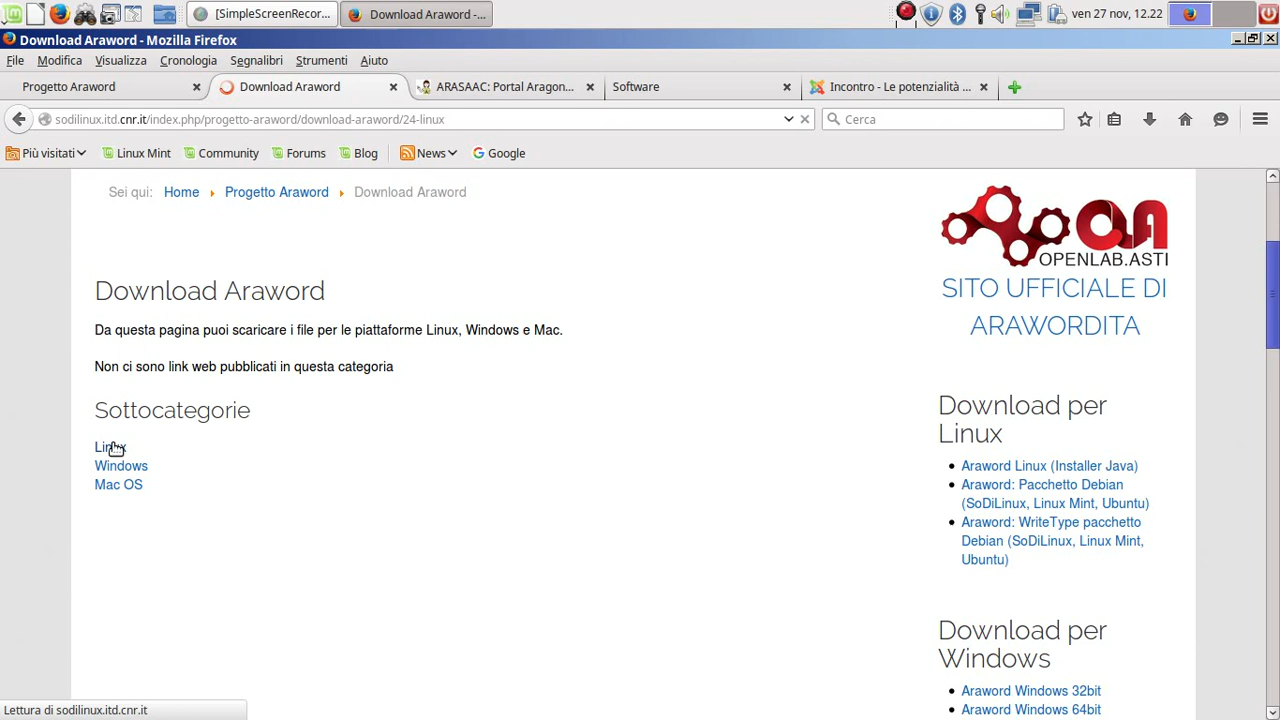 [SimpleScreenRecor...
Download Araword -...
ven 27 nov, 12.22
Download Araword - Mozilla Firefox
File Modifica Visualizza Cronologia Segnalibri Strumenti Aiuto
Progetto Araword
Download Araword
ARASAAC: Portal Aragon...
Software
Incontro - Le potenzialità ...
sodilinux.itd.cnr.it/index.php/progetto-araword/download-araword/24-linux
Cerca
Più visitati Linux Mint Community Forums Blog News Google
Sei qui: Home Progetto Araword Download Araword
Download Araword
Da questa pagina puoi scaricare i file per le piattaforme Linux, Windows e Mac.
Non ci sono link web pubblicati in questa categoria
Sottocategorie
Linux
Windows
Mac OS
OA
OPENLAB.ASTI
SITO UFFICIALE DI
ARAWORDITA
Download per
Linux
Araword Linux (Installer Java)
Araword: Pacchetto Debian
(SoDiLinux, Linux Mint, Ubuntu)
Araword: WriteType pacchetto
Debian (SoDiLinux, Linux Mint,
Ubuntu)
Download per
Windows
Araword Windows 32bit
Araword Windows 64bit
Lettura di sodilinux.itd.cnr.it